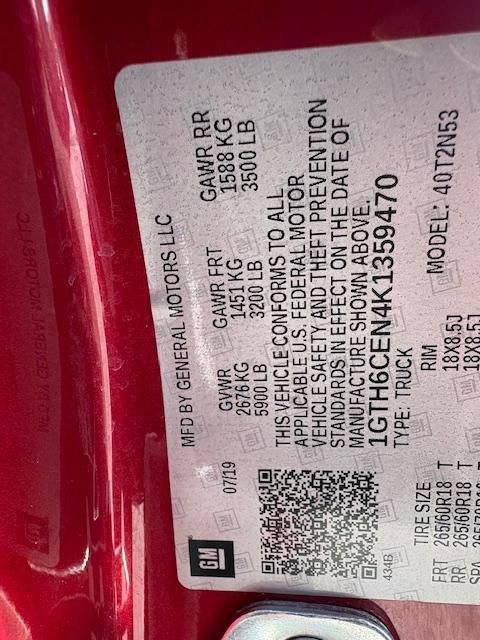 GM
07/19
MFD BY GENERAL MOTORS LLC
GVWR GAWR FRT GAWR RR
2676 KG 1451 KG 1588 KG
5900 LB 3200 LB 3500 LB
THIS VEHICLE CONFORMS TO ALL
APPLICABLE U.S. FEDERAL MOTOR
VEHICLE SAFETY AND THEFT PREVENTION
STANDARDS IN EFFECT ON THE DATE OF
MANUFACTURE SHOWN ABOVE.
1GTH6CEN4K1359470
TYPE: TRUCK
434B
MODEL: 40T2N53
TIRE SIZE RIM
FRT 265/60R18 T 18X8.5J
RR 265/60R18 T 18X8.5J